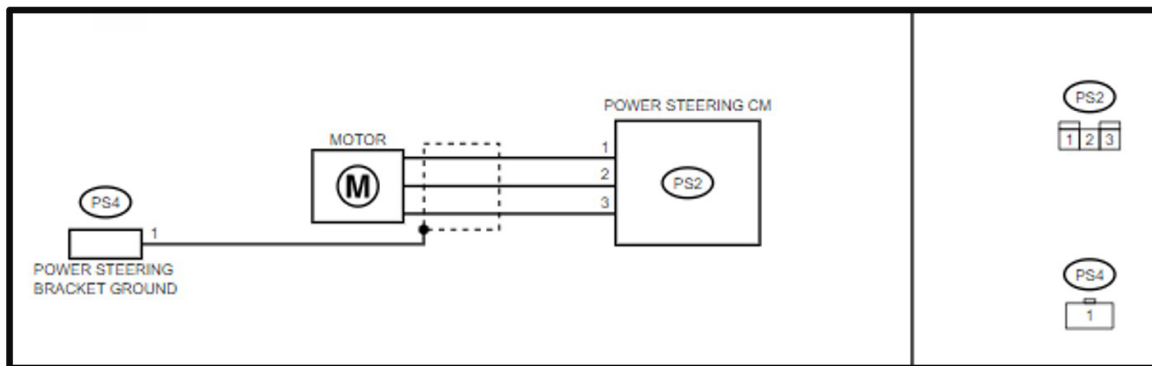 POWER STEERING CM
MOTOR
1
2
3
M
PS2
PS4
1
POWER STEERING
BRACKET GROUND
PS2
1 2 3
PS4
1